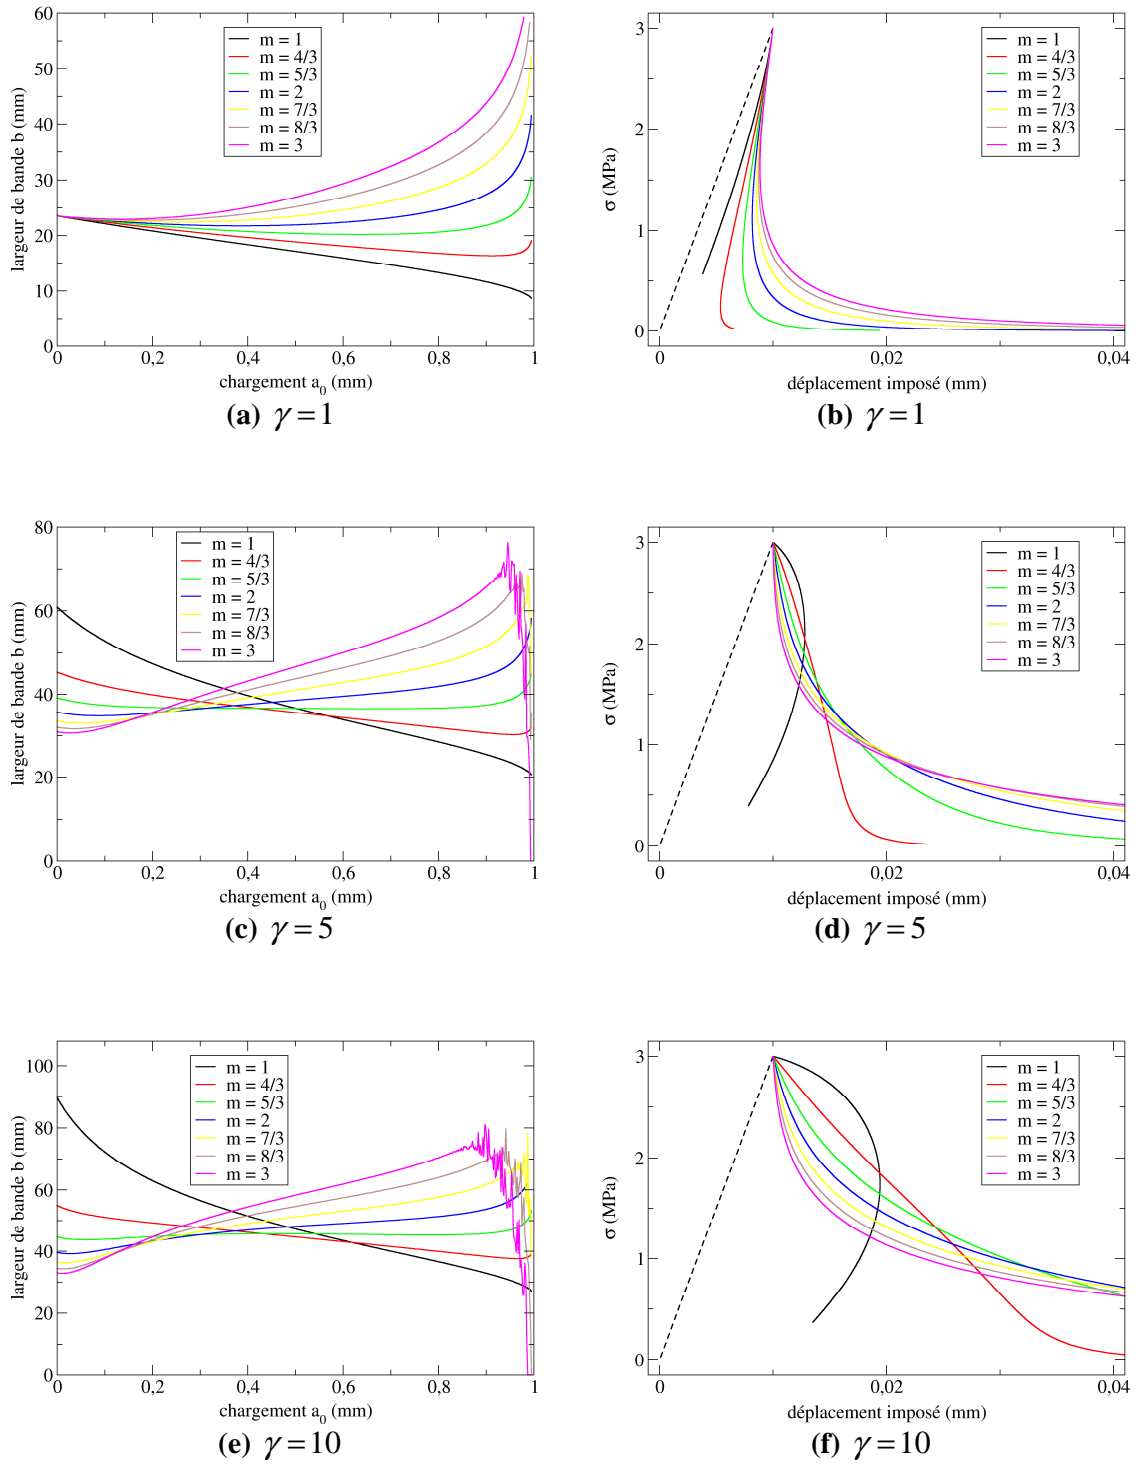 60
50
40
30
20
10
0
largeur de bande b (mm)
m = 1
m = 4/3
m = 5/3
m = 2
m = 7/3
m = 8/3
m = 3
0
0,2
0,4
0,6
0,8
1
chargement a0 (mm)
(a) γ = 1
3
2
1
0
σ (MPa)
m = 1
m = 4/3
m = 5/3
m = 2
m = 7/3
m = 8/3
m = 3
0
0,02
0,04
déplacement imposé (mm)
(b) γ = 1
80
60
40
20
0
largeur de bande b (mm)
m = 1
m = 4/3
m = 5/3
m = 2
m = 7/3
m = 8/3
m = 3
0
0,2
0,4
0,6
0,8
1
chargement a0 (mm)
(c) γ = 5
3
2
1
0
σ (MPa)
m = 1
m = 4/3
m = 5/3
m = 2
m = 7/3
m = 8/3
m = 3
0
0,02
0,04
déplacement imposé (mm)
(d) γ = 5
100
80
60
40
20
0
largeur de bande b (mm)
m = 1
m = 4/3
m = 5/3
m = 2
m = 7/3
m = 8/3
m = 3
0
0,2
0,4
0,6
0,8
1
chargement a0 (mm)
(e) γ = 10
3
2
1
0
σ (MPa)
m = 1
m = 4/3
m = 5/3
m = 2
m = 7/3
m = 8/3
m = 3
0
0,02
0,04
déplacement imposé (mm)
(f) γ = 10